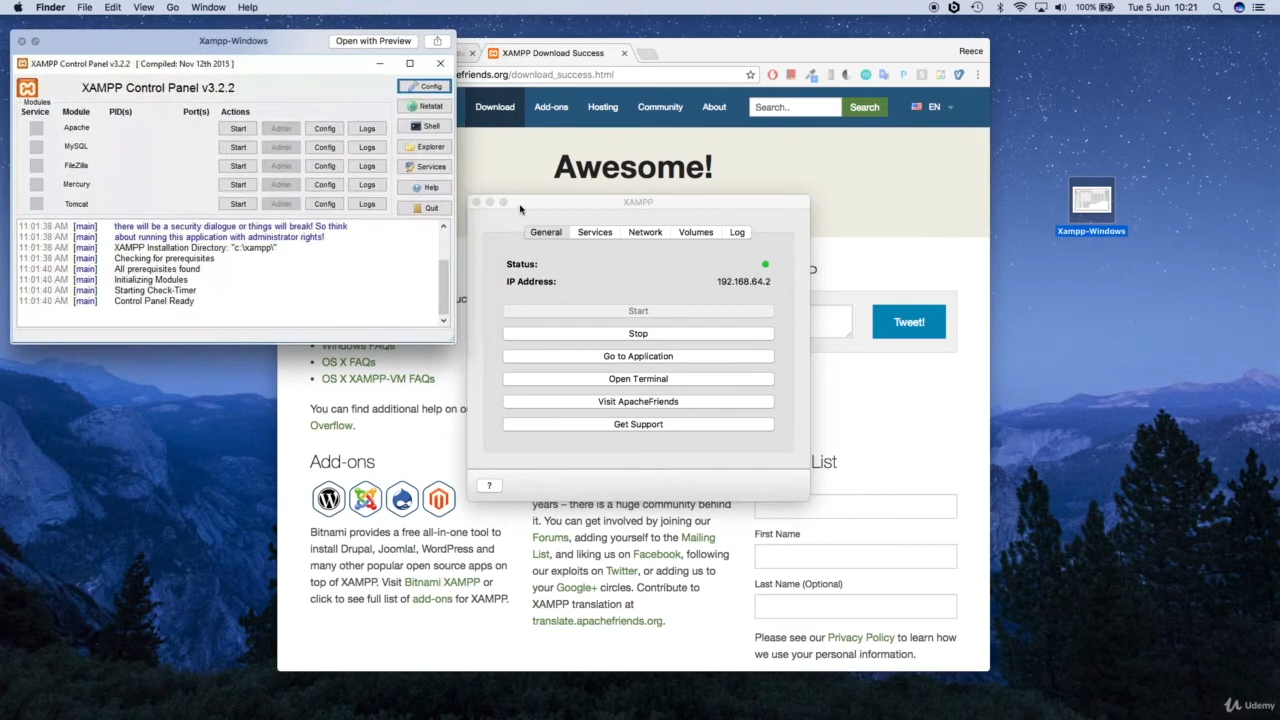 Finder File Edit View Go Window Help
100% Tue 5 Jun 10:21
Xampp-Windows
Open with Preview
XAMPP Control Panel v3.2.2 [ Compiled: Nov 12th 2015 ]
XAMPP Control Panel v3.2.2
Modules
Service Module PID(s) Port(s) Actions
Apache Start Admin Config Logs
MySQL Start Admin Config Logs
FileZilla Start Admin Config Logs
Mercury Start Admin Config Logs
Tomcat Start Admin Config Logs
Config
Netstat
Shell
Explorer
Services
Help
Quit
11:01:38 AM [main] there will be a security dialogue or things will break! So think
11:01:38 AM [main] about running this application with administrator rights!
11:01:38 AM [main] XAMPP Installation Directory: "c:\xampp\"
11:01:38 AM [main] Checking for prerequisites
11:01:40 AM [main] All prerequisites found
11:01:40 AM [main] Initializing Modules
11:01:40 AM [main] Starting Check-Timer
11:01:40 AM [main] Control Panel Ready
XAMPP Download Success
Reece
efriends.org/download_success.html
Download Add-ons Hosting Community About Search.. Search EN
Awesome!
XAMPP
General Services Network Volumes Log
Status:
IP Address: 192.168.64.2
Start
Stop
Go to Application
Open Terminal
Visit ApacheFriends
Get Support
?
Tweet!
Windows FAQs
OS X FAQs
OS X XAMPP-VM FAQs
You can find additional help on
Overflow.
Add-ons
Bitnami provides a free all-in-one tool to
install Drupal, Joomla!, WordPress and
many other popular open source apps on
top of XAMPP. Visit Bitnami XAMPP or
click to see full list of add-ons for XAMPP.
years – there is a huge community behind
it. You can get involved by joining our
Forums, adding yourself to the Mailing
List, and liking us on Facebook, following
our exploits on Twitter, or adding us to
your Google+ circles. Contribute to
XAMPP translation at
translate.apachefriends.org.
List
First Name
Last Name (Optional)
Please see our Privacy Policy to learn how
we use your personal information.
Xampp-Windows
Udemy